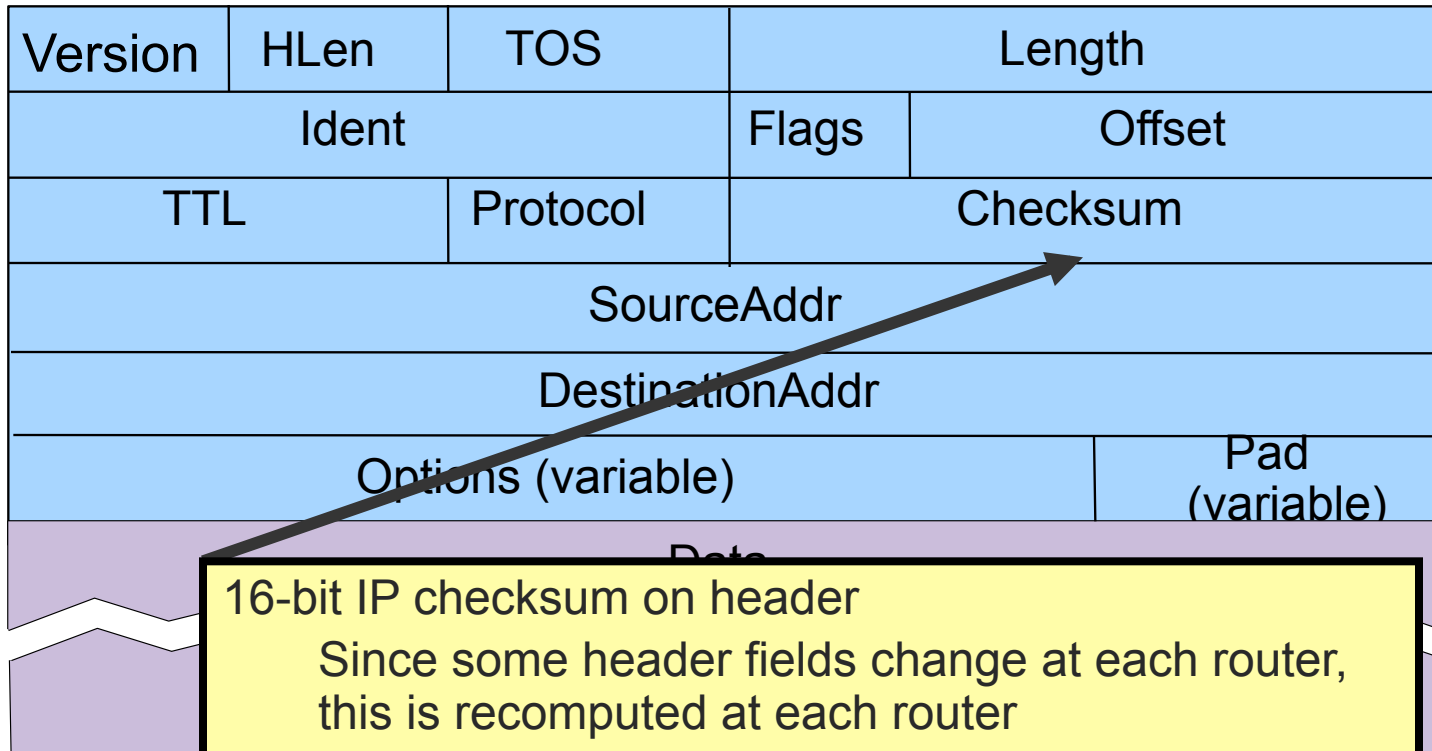 Version HLen TOS Length
Ident Flags Offset
TTL Protocol Checksum
SourceAddr
DestinationAddr
Options (variable) Pad
(variable)
Data
16-bit IP checksum on header
Since some header fields change at each router,
this is recomputed at each router